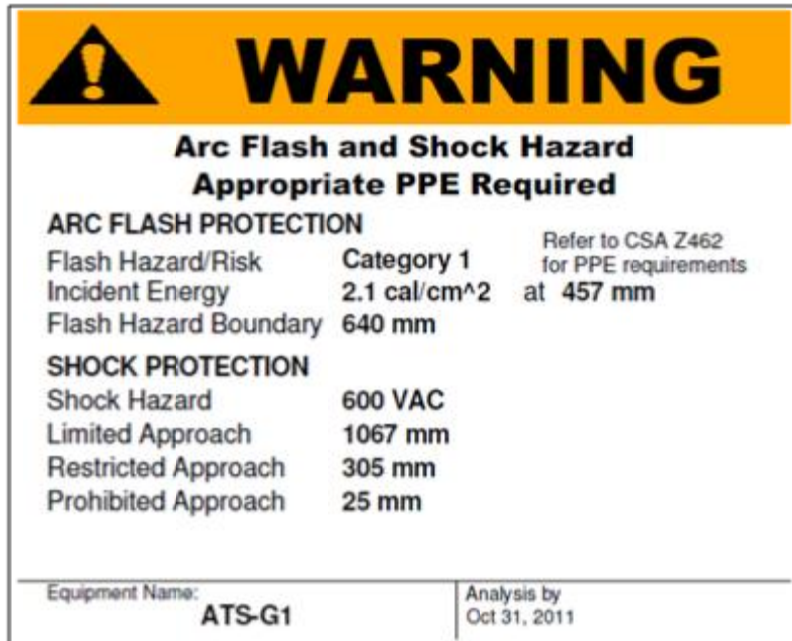 WARNING
Arc Flash and Shock Hazard
Appropriate PPE Required
ARC FLASH PROTECTION
Flash Hazard/Risk Category 1 Refer to CSA Z462
for PPE requirements
Incident Energy 2.1 cal/cm^2 at 457 mm
Flash Hazard Boundary 640 mm
SHOCK PROTECTION
Shock Hazard 600 VAC
Limited Approach 1067 mm
Restricted Approach 305 mm
Prohibited Approach 25 mm
Equipment Name:
ATS-G1
Analysis by
Oct 31, 2011